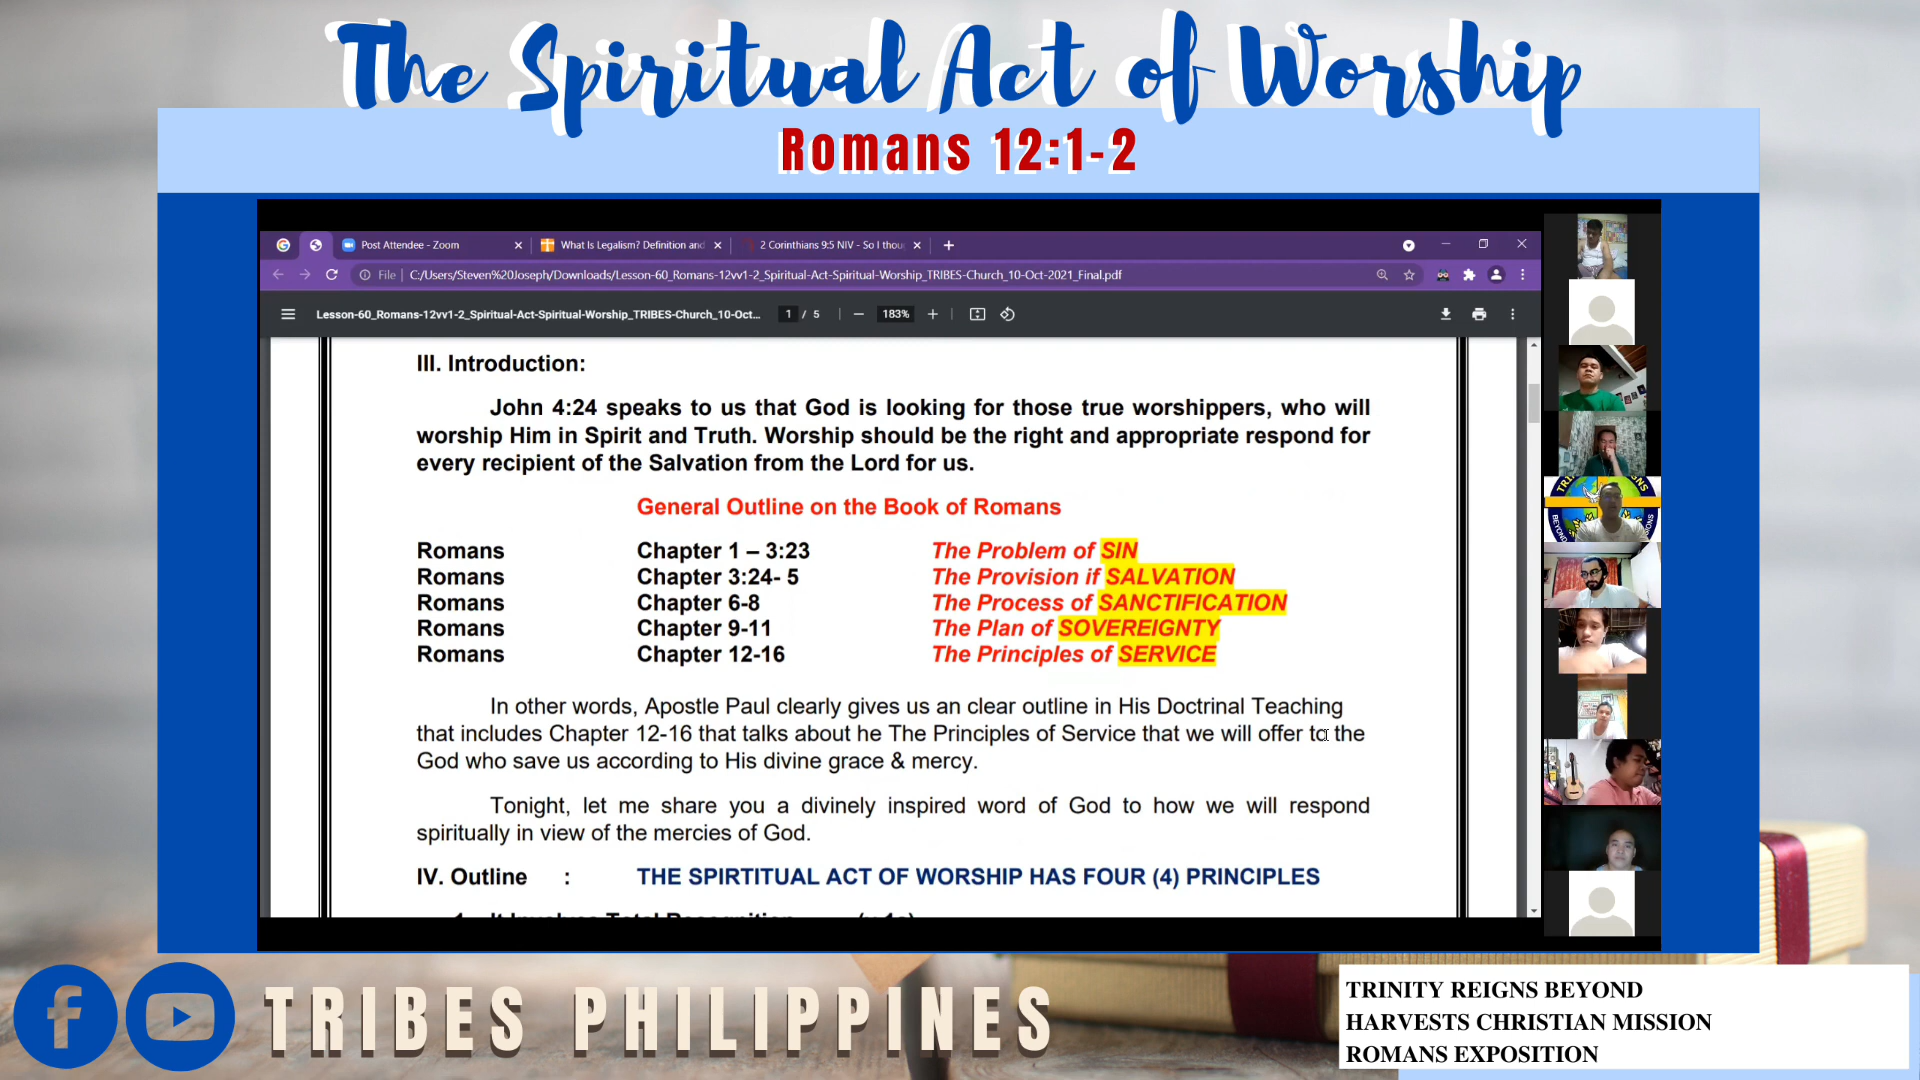 The Spiritual Act of Worship
Romans 12:1-2
Post Attendee - Zoom
What Is Legalism? Definition and
2 Corinthians 9:5 NIV - So I thou
File
C:/Users/Steven%20Joseph/Downloads/Lesson-60_Romans-12vv1-2_Spiritual-Act-Spiritual-Worship_TRIBES-Church_10-Oct-2021_Final.pdf
Lesson-60_Romans-12vv1-2_Spiritual-Act-Spiritual-Worship_TRIBES-Church_10-Oct...
1 / 5
183%
III. Introduction:
John 4:24 speaks to us that God is looking for those true worshippers, who will
worship Him in Spirit and Truth. Worship should be the right and appropriate respond for
every recipient of the Salvation from the Lord for us.
General Outline on the Book of Romans
Romans Chapter 1 – 3:23 The Problem of SIN
Romans Chapter 3:24- 5 The Provision if SALVATION
Romans Chapter 6-8 The Process of SANCTIFICATION
Romans Chapter 9-11 The Plan of SOVEREIGNTY
Romans Chapter 12-16 The Principles of SERVICE
In other words, Apostle Paul clearly gives us an clear outline in His Doctrinal Teaching
that includes Chapter 12-16 that talks about he The Principles of Service that we will offer to the
God who save us according to His divine grace & mercy.
Tonight, let me share you a divinely inspired word of God to how we will respond
spiritually in view of the mercies of God.
IV. Outline : THE SPIRTITUAL ACT OF WORSHIP HAS FOUR (4) PRINCIPLES
1. It Involves Total Recognition (v.1a)
TRIBES PHILIPPINES
TRINITY REIGNS BEYOND
HARVESTS CHRISTIAN MISSION
ROMANS EXPOSITION